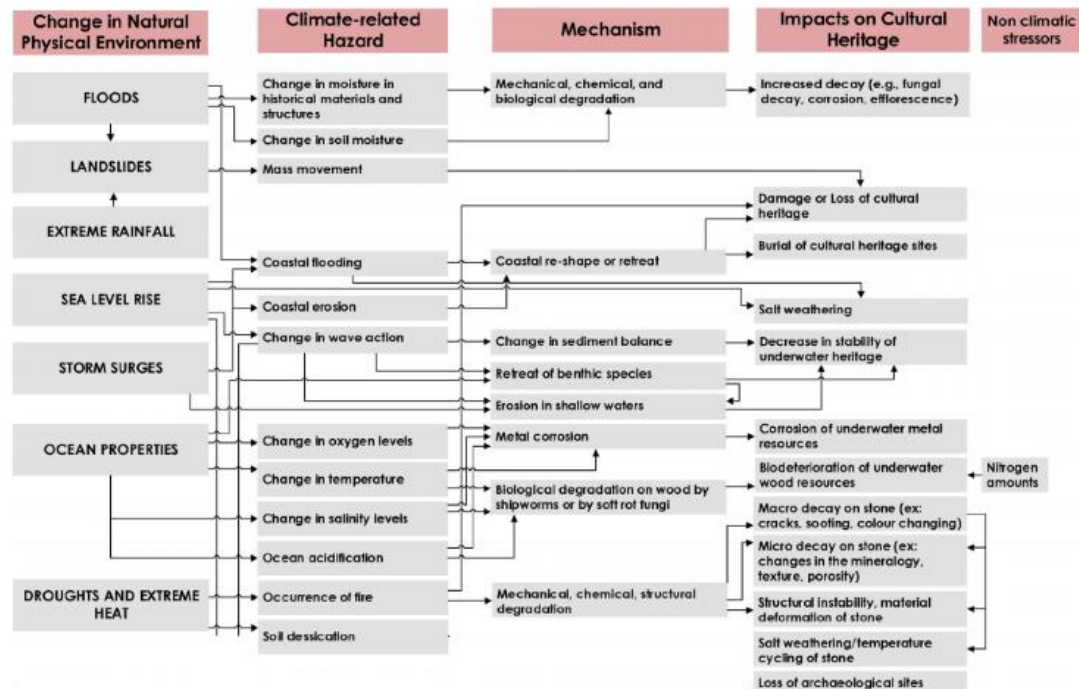 Change in Natural
Physical Environment
Climate-related
Hazard
Mechanism
Impacts on Cultural
Heritage
Non climatic
stressors
FLOODS
LANDSLIDES
EXTREME RAINFALL
SEA LEVEL RISE
STORM SURGES
OCEAN PROPERTIES
DROUGHTS AND EXTREME
HEAT
Change in moisture in
historical materials and
structures
Change in soil moisture
Mass movement
Coastal flooding
Coastal erosion
Change in wave action
Change in oxygen levels
Change in temperature
Change in salinity levels
Ocean acidification
Occurrence of fire
Soil dessication
Mechanical, chemical, and
biological degradation
Coastal re-shape or retreat
Change in sediment balance
Retreat of benthic species
Erosion in shallow waters
Metal corrosion
Biological degradation on wood by
shipworms or by soft rot fungi
Mechanical, chemical, structural
degradation
Increased decay (e.g., fungal
decay, corrosion, efflorescence)
Damage or Loss of cultural
heritage
Burial of cultural heritage sites
Salt weathering
Decrease in stability of
underwater heritage
Corrosion of underwater metal
resources
Biodeterioration of underwater
wood resources
Macro decay on stone (ex:
cracks, sooting, colour changing)
Micro decay on stone (ex:
changes in the mineralogy,
texture, porosity)
Structural instability, material
deformation of stone
Salt weathering/temperature
cycling of stone
Loss of archaeological sites
Nitrogen
amounts